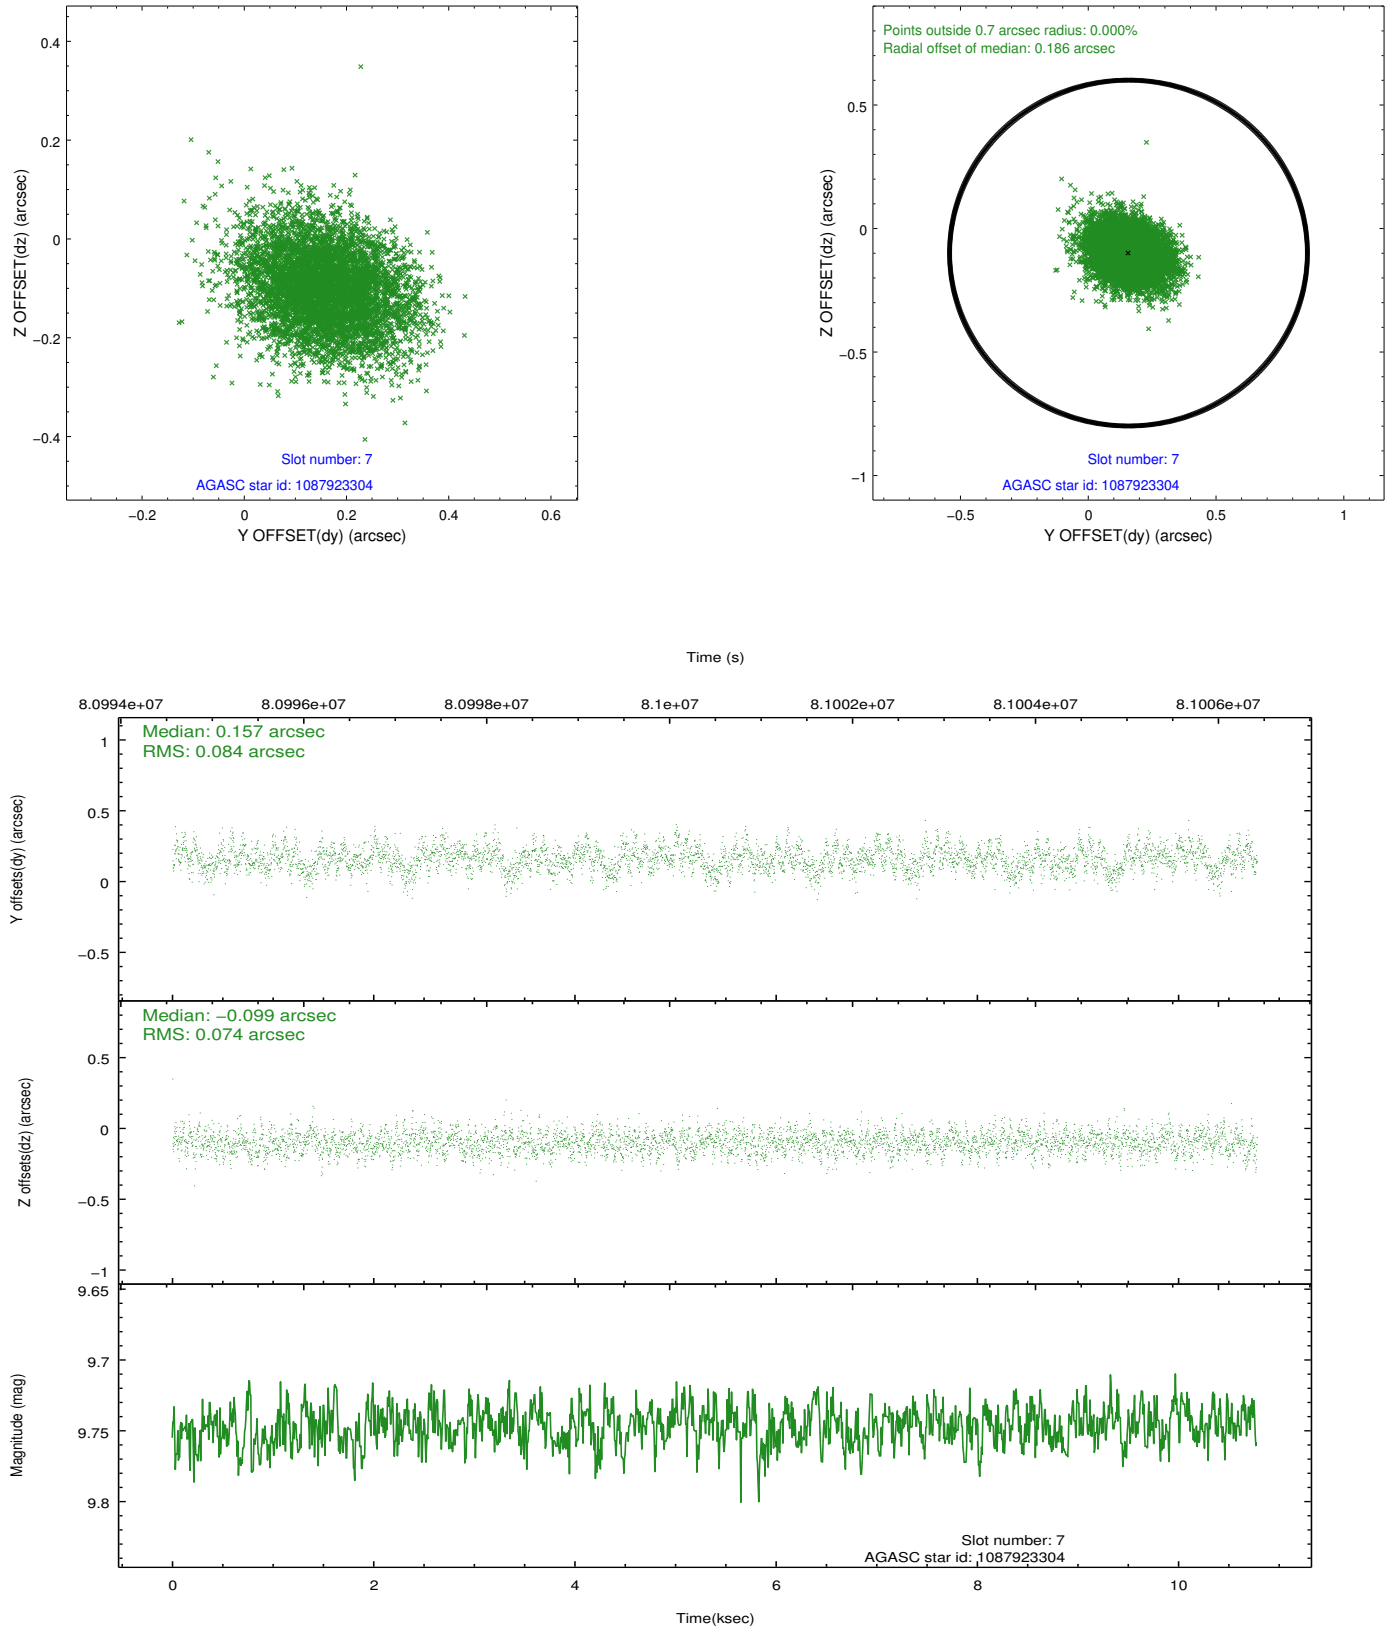 0.4
0.2
0
−0.2
−0.4
Z OFFSET(dz) (arcsec)
Slot number: 7
AGASC star id: 1087923304
−0.2 0 0.2 0.4 0.6
Y OFFSET(dy) (arcsec)
Points outside 0.7 arcsec radius: 0.000%
Radial offset of median: 0.186 arcsec
0.5
0
−0.5
−1
Z OFFSET(dz) (arcsec)
Slot number: 7
AGASC star id: 1087923304
−0.5 0 0.5 1
Y OFFSET(dy) (arcsec)
Time (s)
8.0994e+07 8.0996e+07 8.0998e+07 8.1e+07 8.1002e+07 8.1004e+07 8.1006e+07
Median: 0.157 arcsec
RMS: 0.084 arcsec
1
0.5
0
−0.5
Y offsets(dy) (arcsec)
Median: −0.099 arcsec
RMS: 0.074 arcsec
0.5
0
−0.5
−1
Z offsets(dz) (arcsec)
9.65
9.7
9.75
9.8
Magnitude (mag)
Slot number: 7
AGASC star id: 1087923304
0 2 4 6 8 10
Time(ksec)